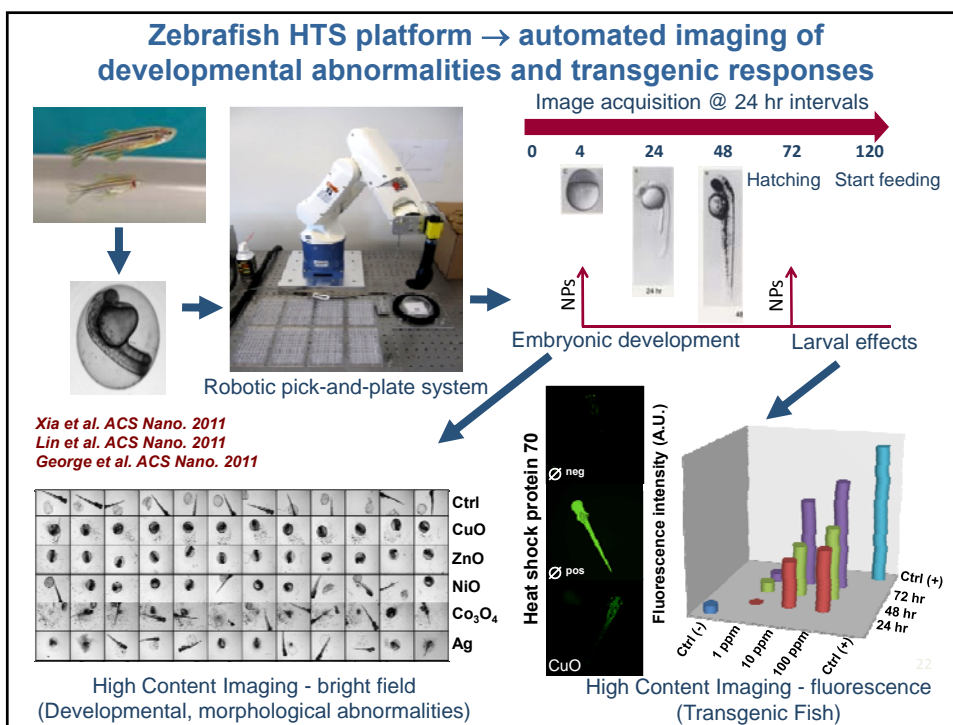 Zebrafish HTS platform → automated imaging of
developmental abnormalities and transgenic responses
Image acquisition @ 24 hr intervals
0 4 24 48 72 120
Hatching Start feeding
24 hr
48
NPs
NPs
Embryonic development
Larval effects
Robotic pick-and-plate system
Xia et al. ACS Nano. 2011
Lin et al. ACS Nano. 2011
George et al. ACS Nano. 2011
Ctrl
CuO
ZnO
NiO
Co₃O₄
Ag
High Content Imaging - bright field
(Developmental, morphological abnormalities)
Heat shock protein 70
∅ neg
∅ pos
CuO
Fluorescence intensity (A.U.)
Ctrl (+)
72 hr
48 hr
24 hr
Ctrl (-)
1 ppm
10 ppm
100 ppm
Ctrl (+)
22
High Content Imaging - fluorescence
(Transgenic Fish)